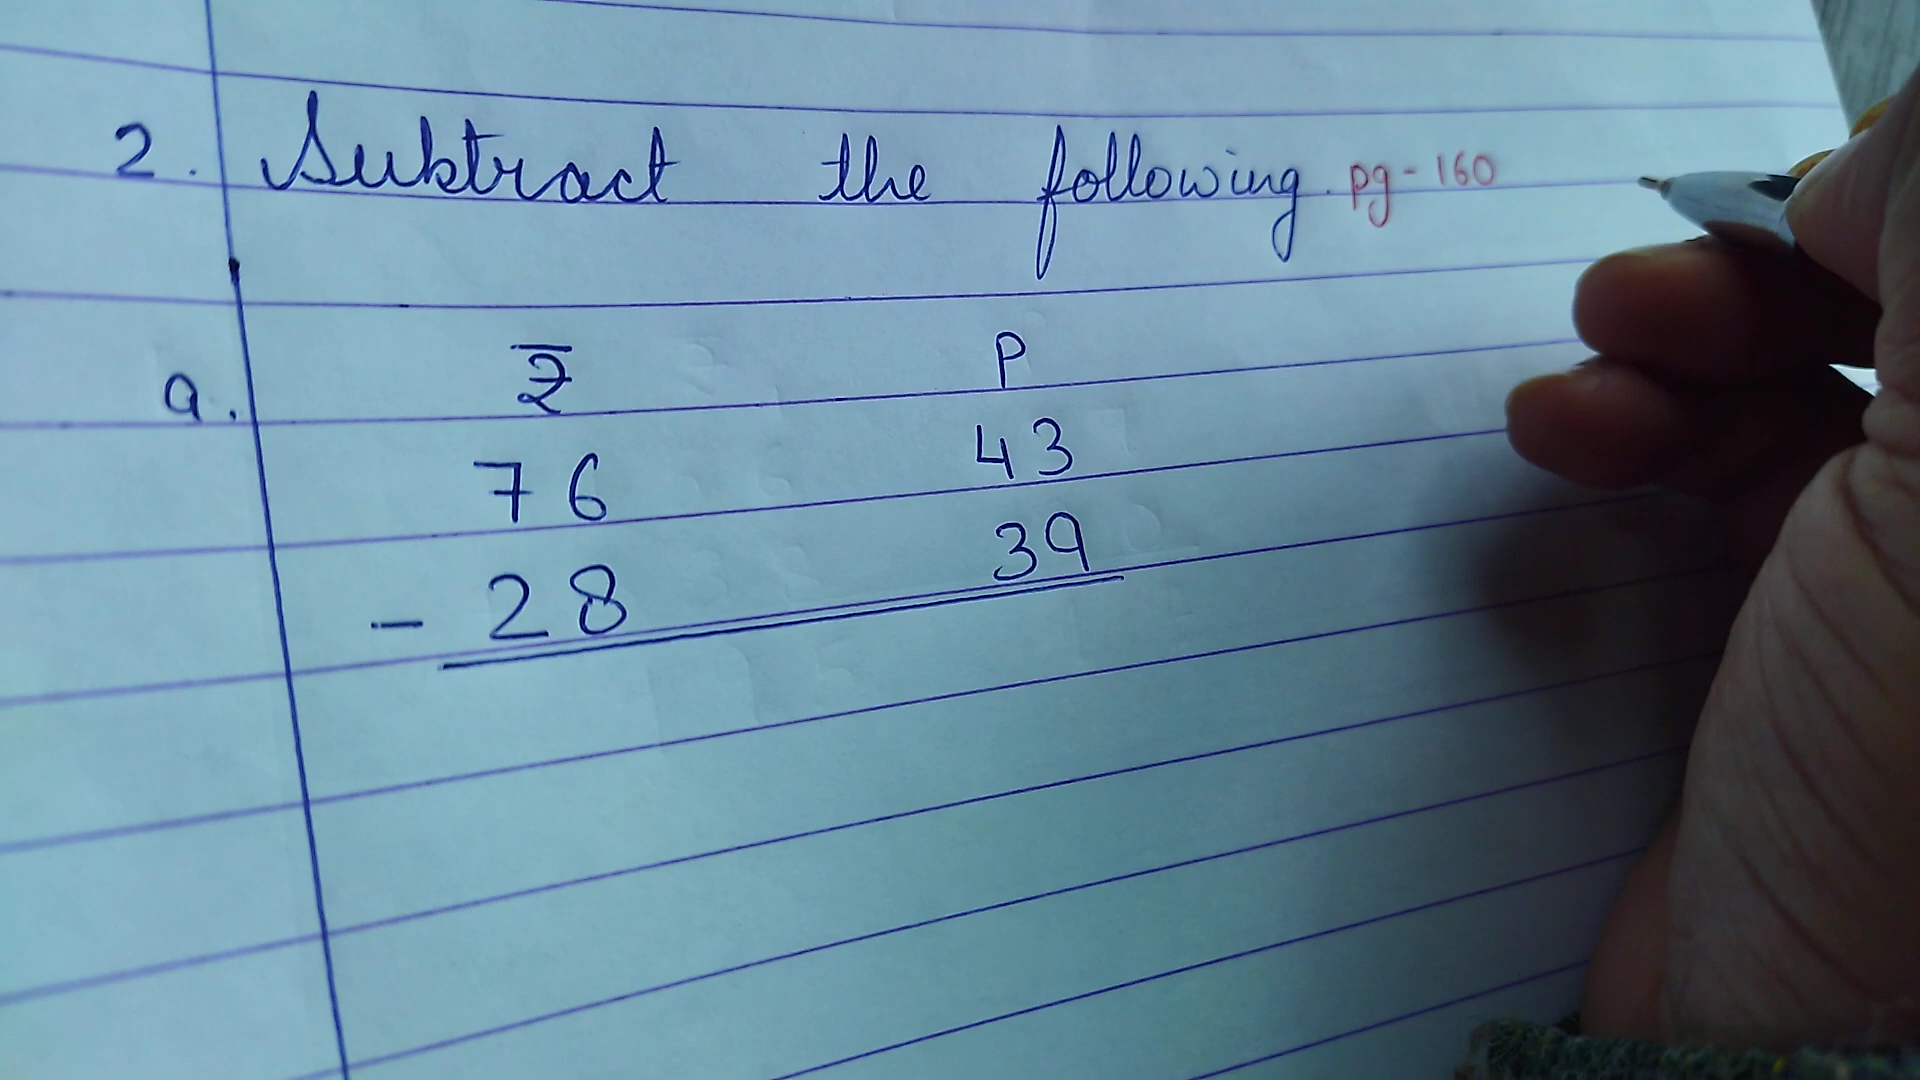 2. Subtract the following. pg-160
a. ₹ P
76 43
- 28 39